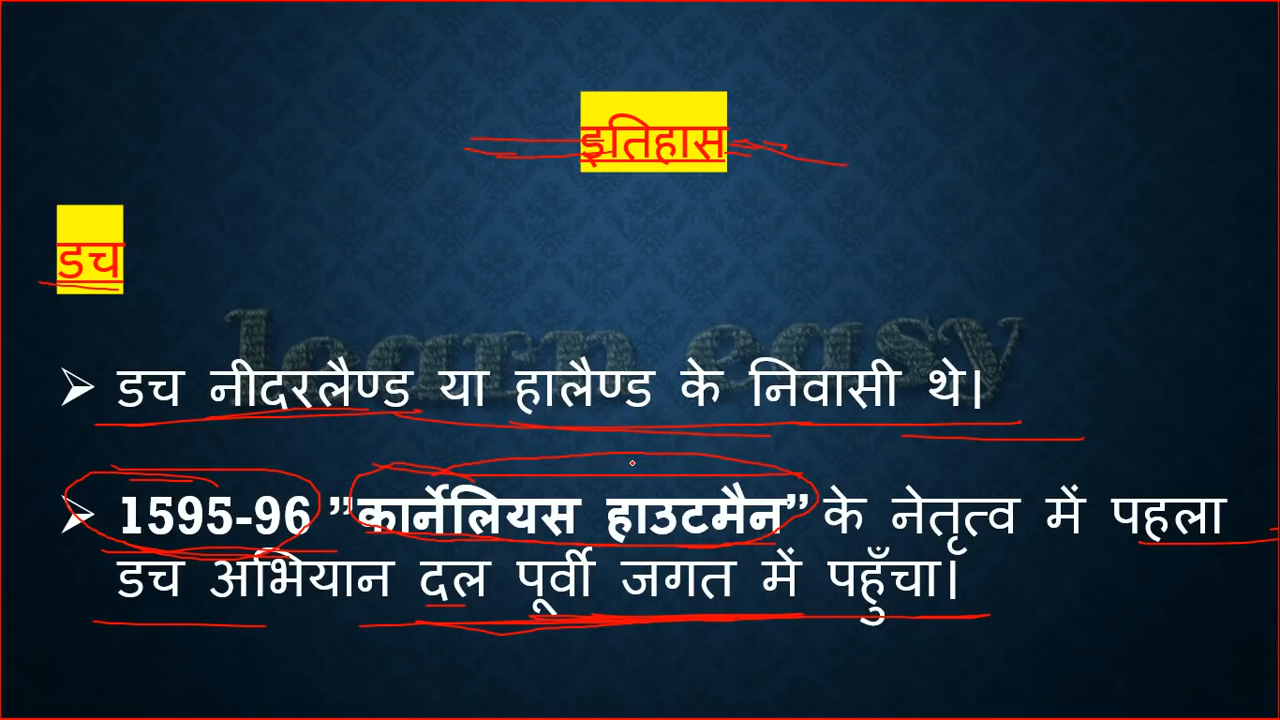 इतिहास
डच
learn easy
➢ डच नीदरलैण्ड या हालैण्ड के निवासी थे।
➢ 1595-96 ”कार्नेलियस हाउटमैन” के नेतृत्व में पहला
डच अभियान दल पूर्वी जगत में पहुँचा।